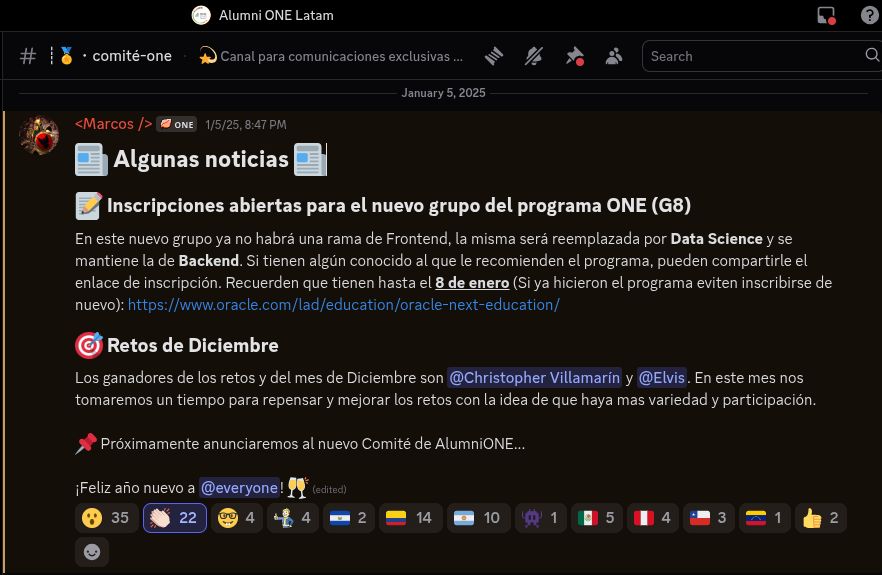 Alumni ONE Latam
comité-one
Canal para comunicaciones exclusivas ...
Search
January 5, 2025
<Marcos /> ONE 1/5/25, 8:47 PM
Algunas noticias
Inscripciones abiertas para el nuevo grupo del programa ONE (G8)
En este nuevo grupo ya no habrá una rama de Frontend, la misma será reemplazada por Data Science y se
mantiene la de Backend. Si tienen algún conocido al que le recomienden el programa, pueden compartirle el
enlace de inscripción. Recuerden que tienen hasta el 8 de enero (Si ya hicieron el programa eviten inscribirse de
nuevo): https://www.oracle.com/lad/education/oracle-next-education/
Retos de Diciembre
Los ganadores de los retos y del mes de Diciembre son @Christopher Villamarín y @Elvis. En este mes nos
tomaremos un tiempo para repensar y mejorar los retos con la idea de que haya mas variedad y participación.
Próximamente anunciaremos al nuevo Comité de AlumniONE...
¡Feliz año nuevo a @everyone! (edited)
35 22 4 4 2 14 10 1 5 4 3 1 2